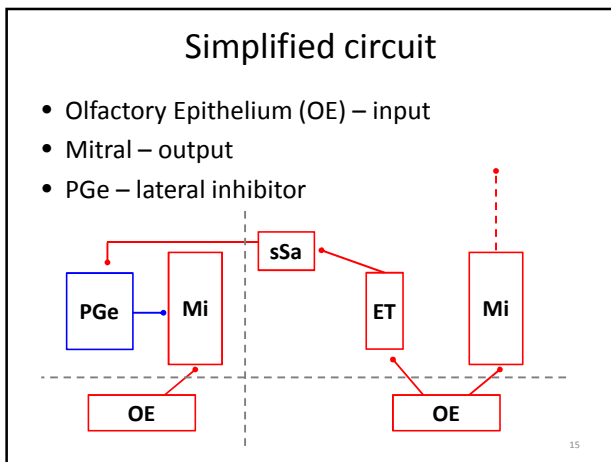 Simplified circuit
• Olfactory Epithelium (OE) – input
• Mitral – output
• PGe – lateral inhibitor
sSa
PGe
Mi
ET
Mi
OE
OE
15